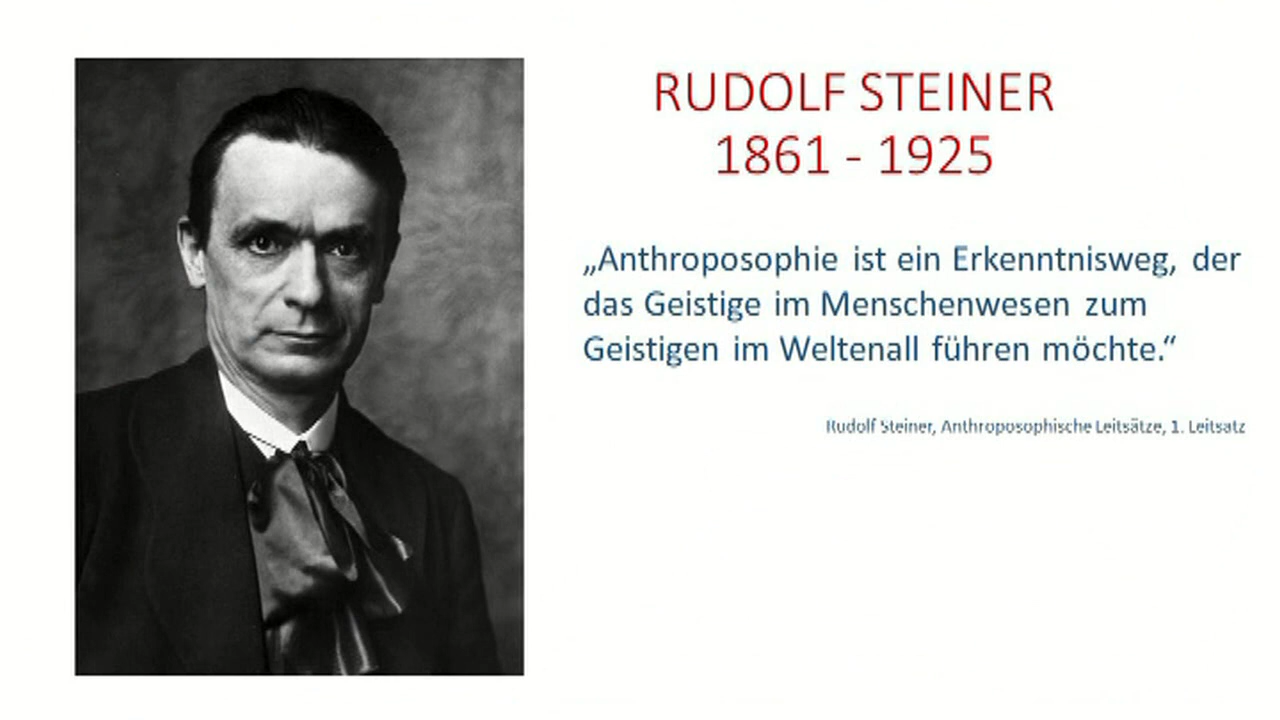 RUDOLF STEINER
1861 - 1925
„Anthroposophie ist ein Erkenntnisweg, der
das Geistige im Menschenwesen zum
Geistigen im Weltenall führen möchte.“
Rudolf Steiner, Anthroposophische Leitsätze, 1. Leitsatz